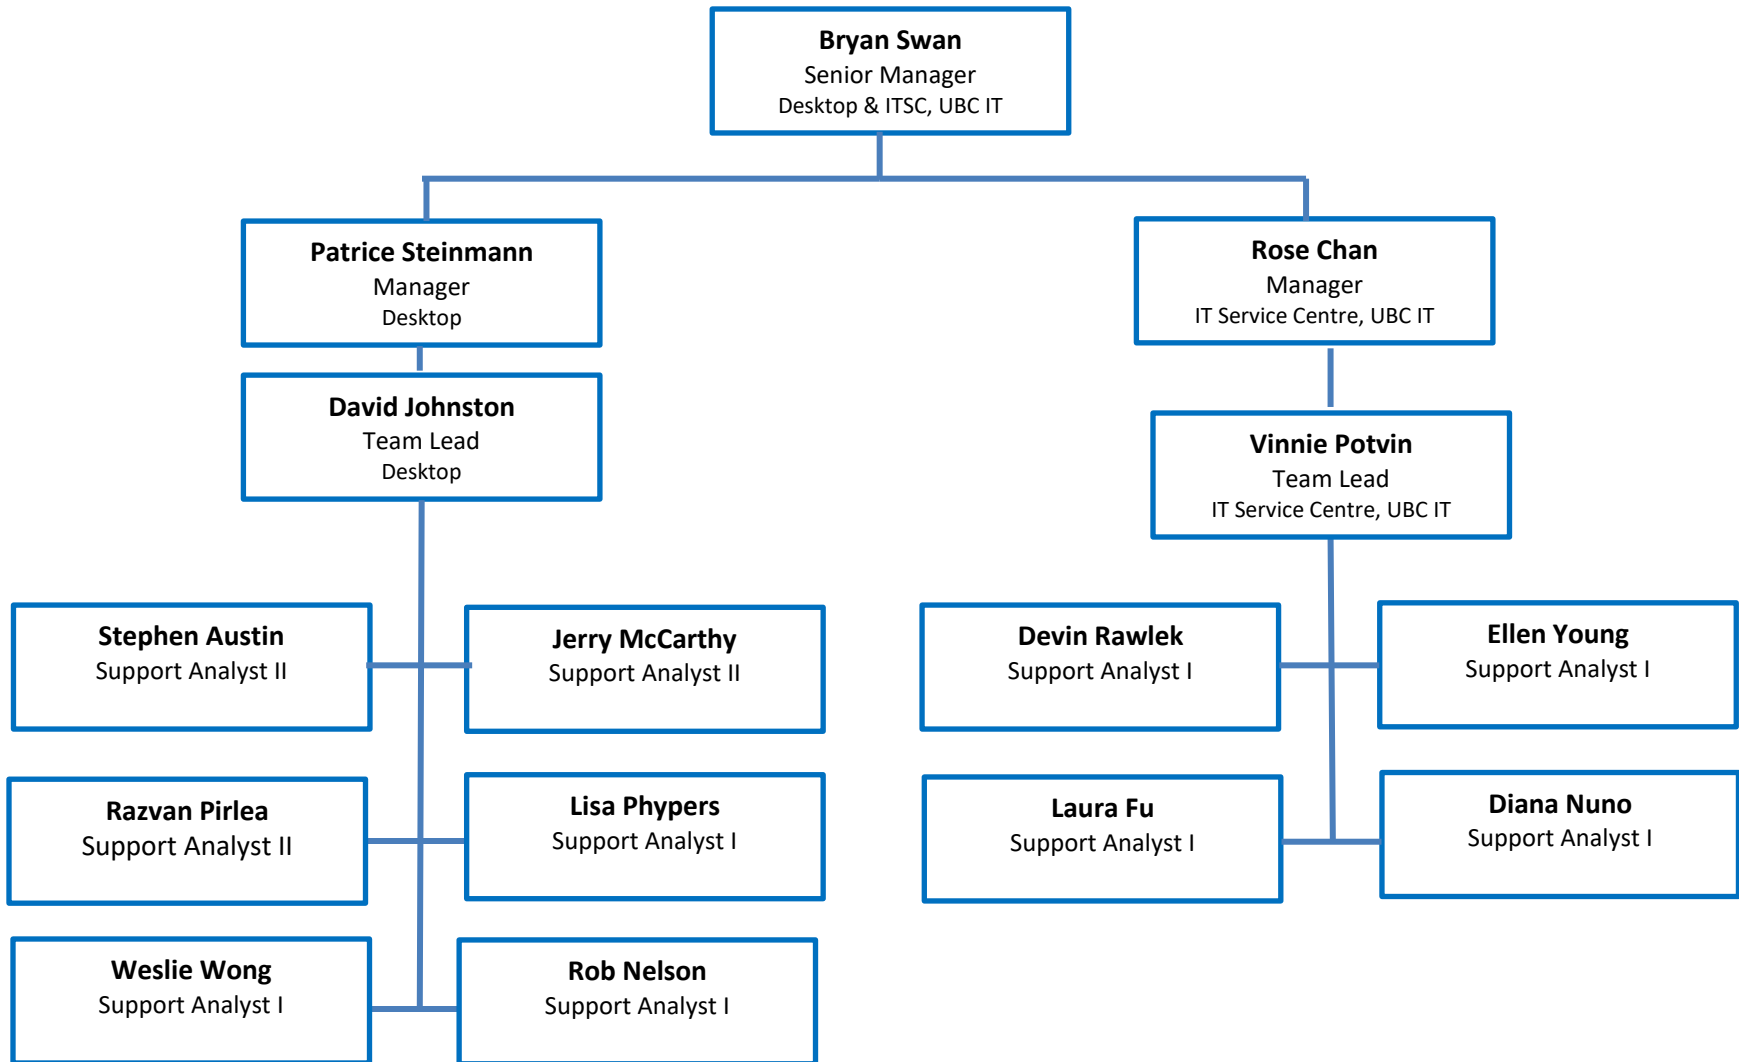 Bryan Swan
Senior Manager
Desktop & ITSC, UBC IT
Patrice Steinmann
Manager
Desktop
Rose Chan
Manager
IT Service Centre, UBC IT
David Johnston
Team Lead
Desktop
Vinnie Potvin
Team Lead
IT Service Centre, UBC IT
Stephen Austin
Support Analyst II
Jerry McCarthy
Support Analyst II
Devin Rawlek
Support Analyst I
Ellen Young
Support Analyst I
Razvan Pirlea
Support Analyst II
Lisa Phypers
Support Analyst I
Laura Fu
Support Analyst I
Diana Nuno
Support Analyst I
Weslie Wong
Support Analyst I
Rob Nelson
Support Analyst I